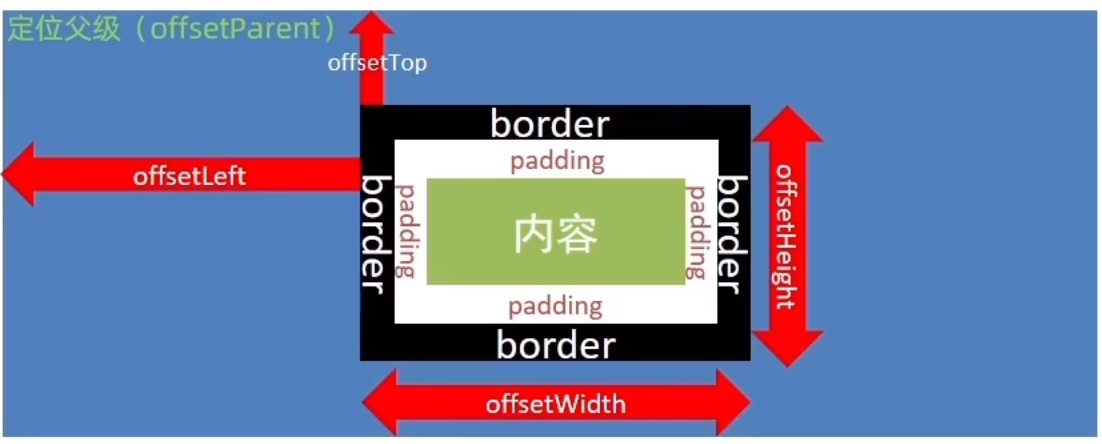 定位父级（offsetParent）
offsetTop
border
padding
offsetLeft
border
padding
内容
padding
border
offsetHeight
padding
border
offsetWidth